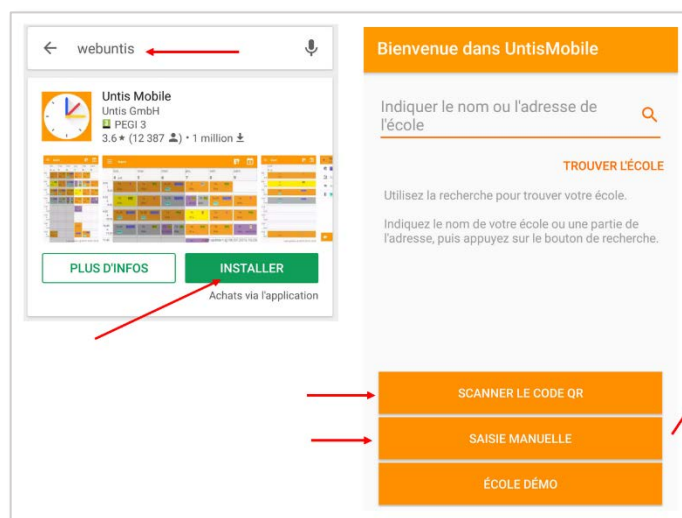 webuntis
Untis Mobile
Untis GmbH
PEGI 3
3.6★ (12 387) • 1 million
PLUS D'INFOS
INSTALLER
Achats via l'application
Bienvenue dans UntisMobile
Indiquer le nom ou l'adresse de
l'école
TROUVER L'ÉCOLE
Utilisez la recherche pour trouver votre école.
Indiquez le nom de votre école ou une partie de
l'adresse, puis appuyez sur le bouton de recherche.
SCANNER LE CODE QR
SAISIE MANUELLE
ÉCOLE DÉMO